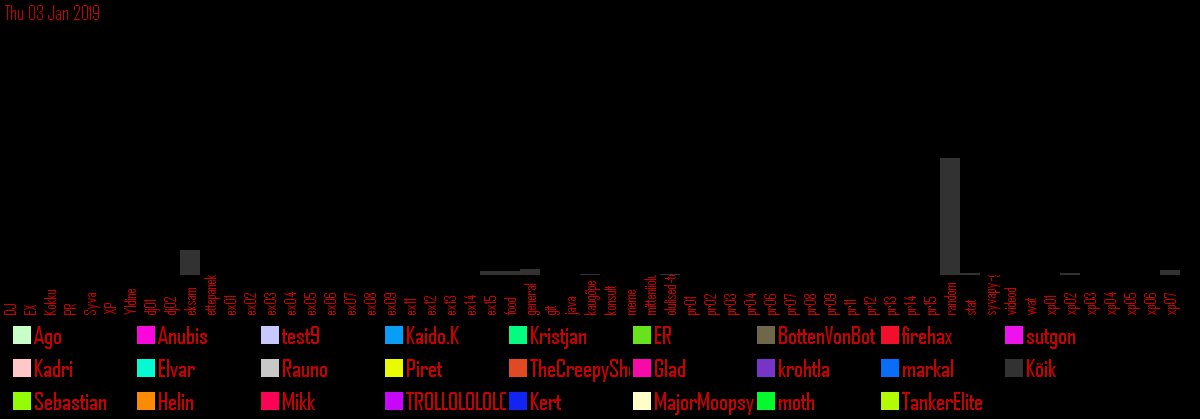 Thu 03 Jan 2019
DJ
EX
Kokku
PR
Syva
XP
Yldine
dj01
dj02
eksam
ettepanek
ex01
ex02
ex03
ex04
ex05
ex06
ex07
ex08
ex09
ex11
ex12
ex13
ex14
ex15
food
general
git
java
kaugõpe
konsult
meme
olulised-t
pr01
pr02
pr03
pr04
pr06
pr07
pr08
pr09
pr11
pr12
pr13
pr14
pr15
random
stat
syvapy-
videod
waf
xp01
xp02
xp03
xp04
xp05
xp06
xp07
Ago Anubis test9 Kaido.K Kristjan ER BottenVonBot firehax sutgon
Kadri Elvar Rauno Piret TheCreepySh Glad krohtla markal Kõik
Sebastian Helin Mikk TROLLOLOLOLO Kert MajorMoopsy moth TankerElite